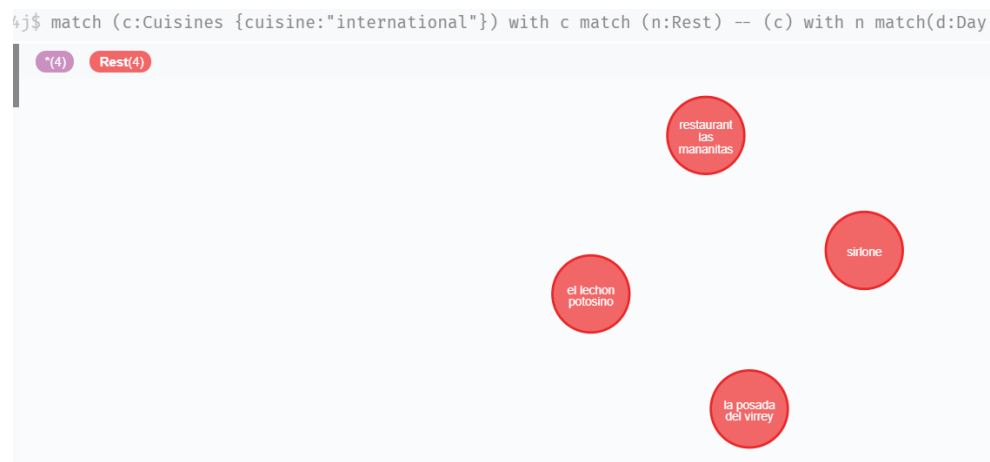 4j$ match (c:Cuisines {cuisine:"international"}) with c match (n:Rest) -- (c) with n match(d:Day
*(4) Rest(4)
restaurant
las
mananitas
sirlone
el lechon
potosino
la posada
del virrey